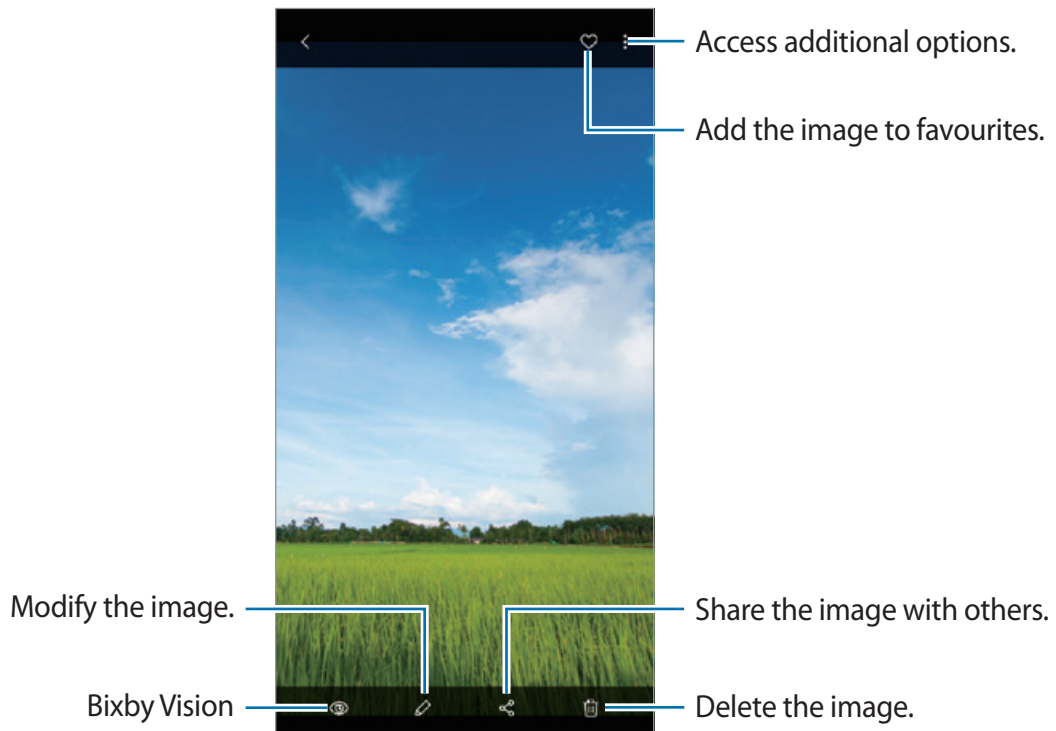 Access additional options.
Add the image to favourites.
Modify the image.
Share the image with others.
Bixby Vision
Delete the image.